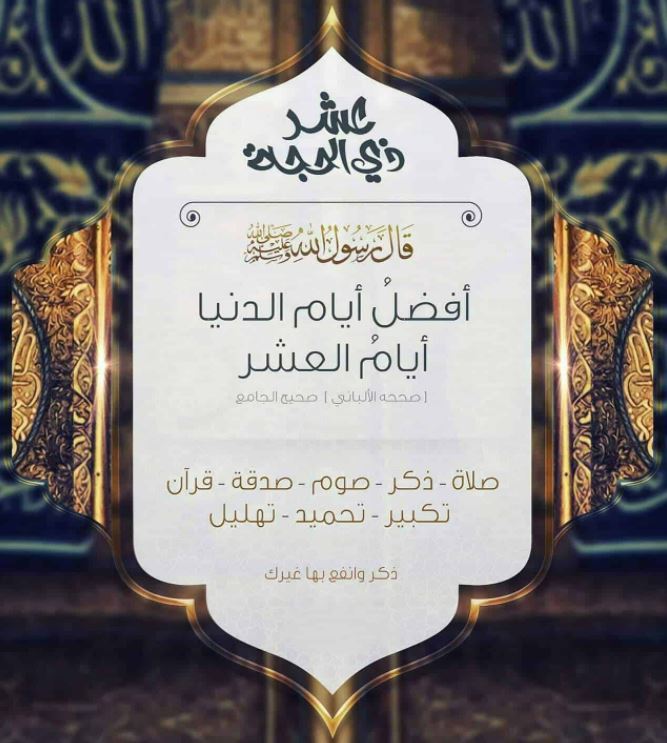 عشر
ذي الحجة
قال رسول الله صلى الله عليه وسلم
أفضلُ أيام الدنيا
أيامُ العشر
[ صححه الألباني ] صحيح الجامع
صلاة - ذكر - صوم - صدقة - قرآن
تكبير - تحميد - تهليل
ذكر وانفع بها غيرك